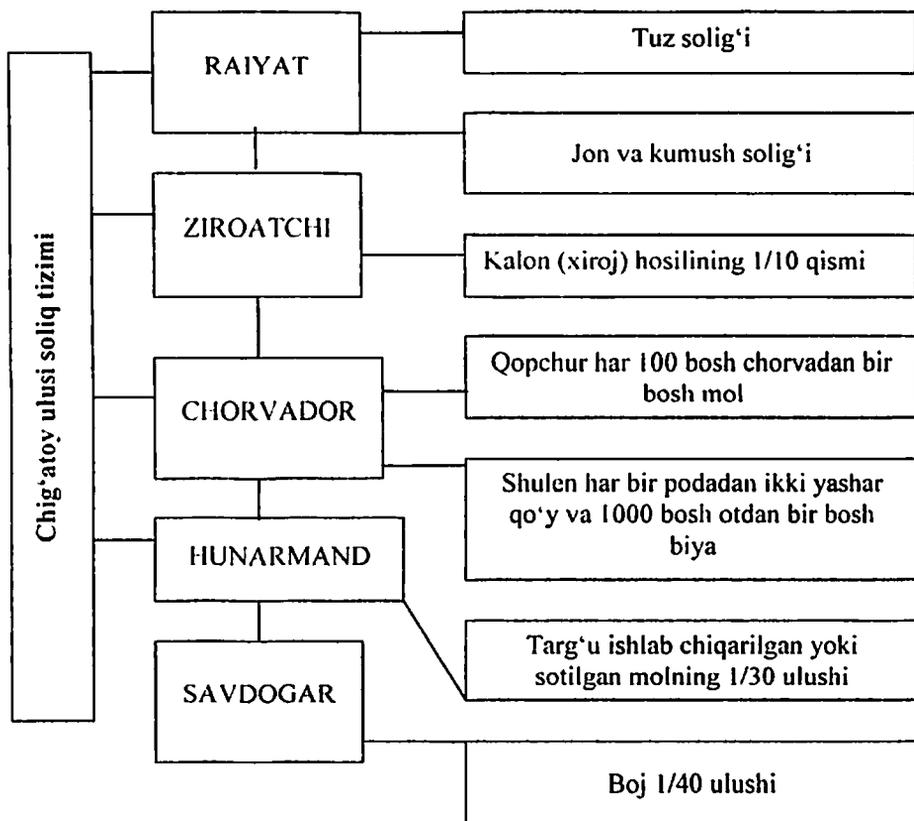 Chig‘atoy ulusi soliq tizimi
RAIYAT
Tuz solig‘i
Jon va kumush solig‘i
ZIROATCHI
Kalon (xiroj) hosilining 1/10 qismi
CHORVADOR
Qopchur har 100 bosh chorvadan bir
bosh mol
Shulen har bir podadan ikki yashar
qo‘y va 1000 bosh otdan bir bosh
biya
HUNARMAND
Targ‘u ishlab chiqarilgan yoki
sotilgan molning 1/30 ulushi
SAVDOGAR
Boj 1/40 ulushi